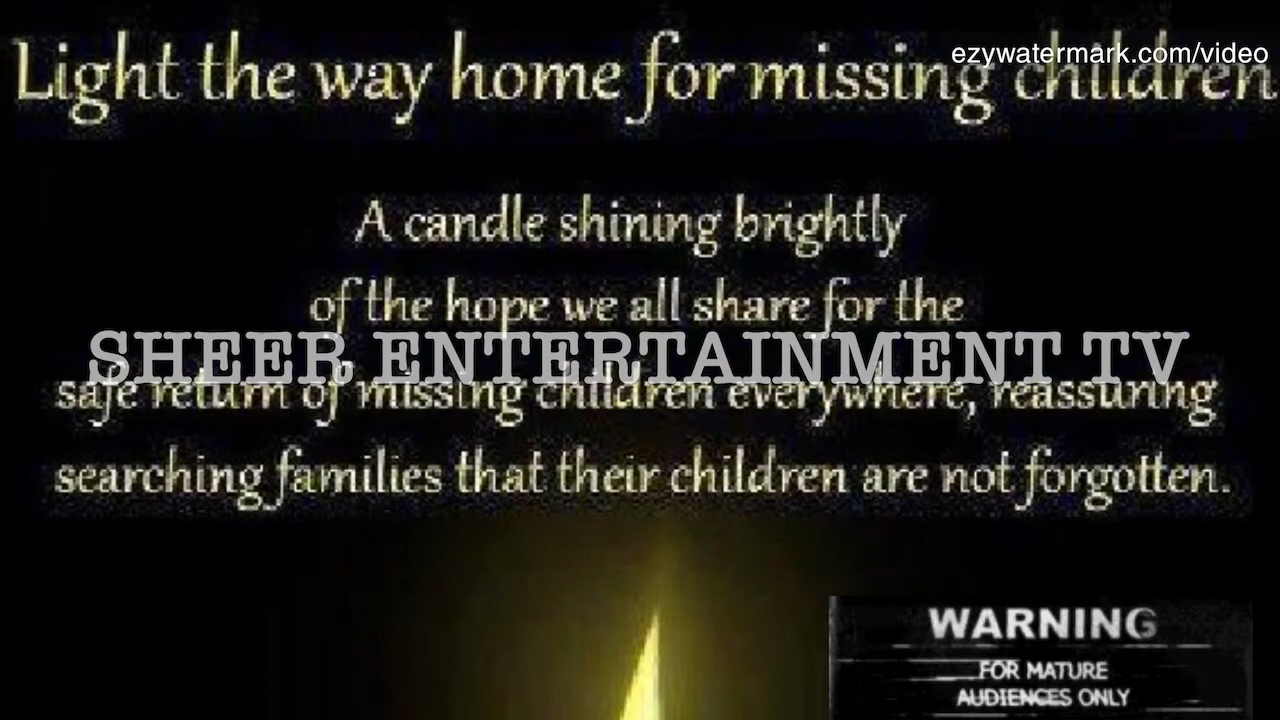 Light the way home for missing children
ezywatermark.com/video
A candle shining brightly
of the hope we all share for the
SHEER ENTERTAINMENT TV
safe return of missing children everywhere, reassuring
searching families that their children are not forgotten.
WARNING
FOR MATURE
AUDIENCES ONLY